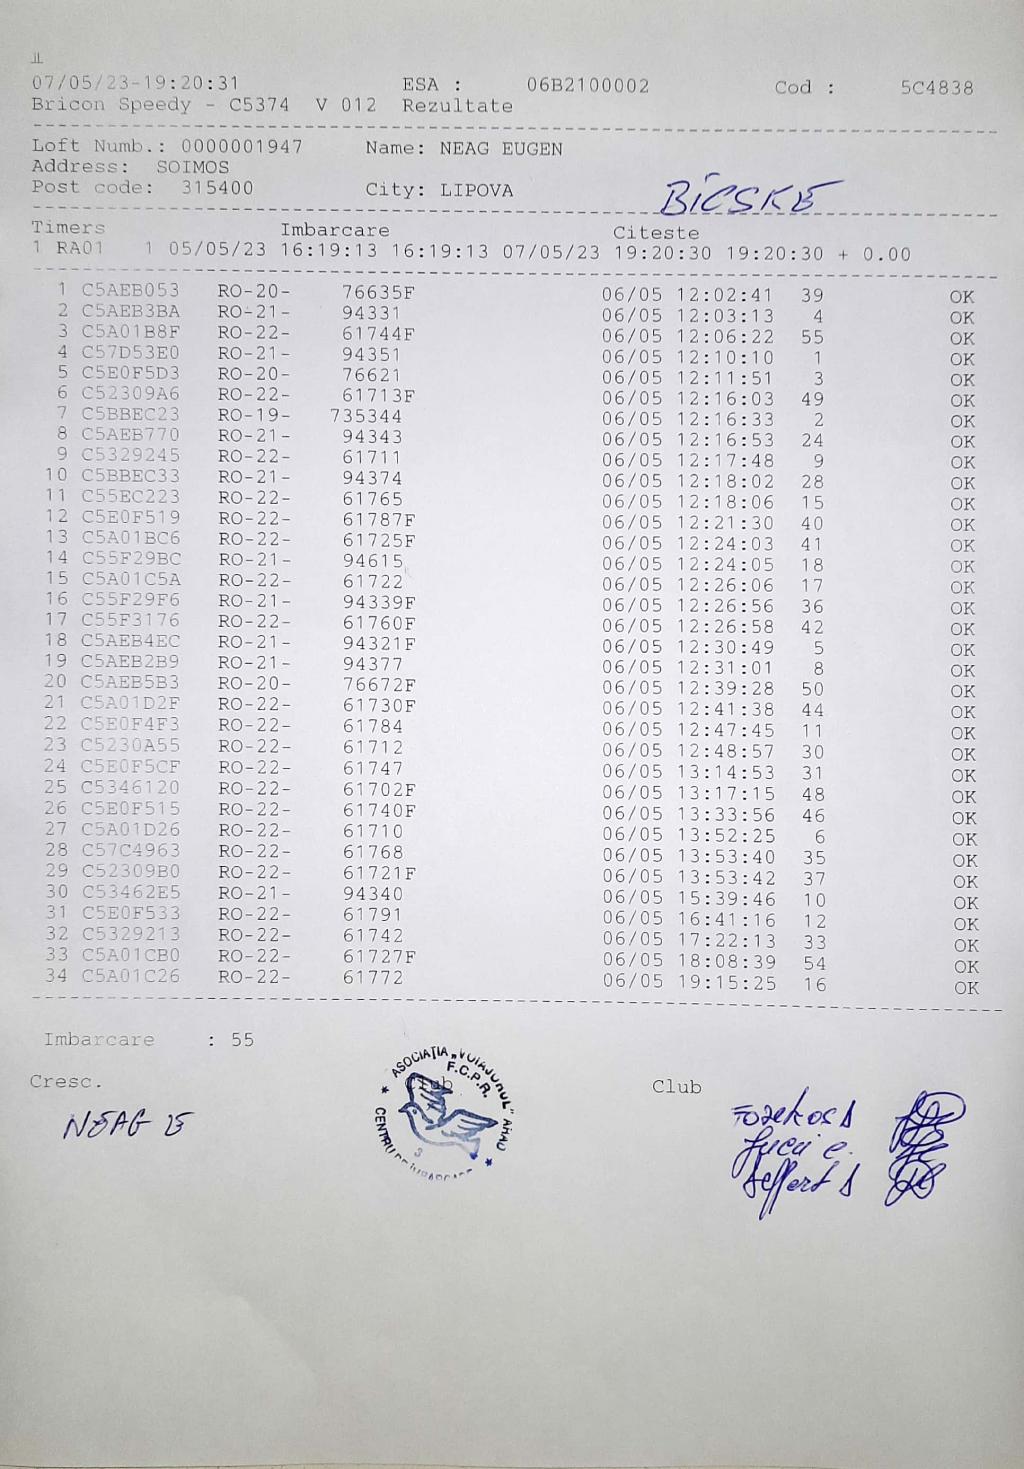 07/05/23-19:20:31 ESA : 06B2100002 Cod : 5C4838
Bricon Speedy - C5374 V 012 Rezultate
Loft Numb.: 0000001947 Name: NEAG EUGEN
Address: SOIMOS
Post code: 315400 City: LIPOVA BICSKE
Timers Imbarcare Citeste
1 RA01 1 05/05/23 16:19:13 16:19:13 07/05/23 19:20:30 19:20:30 + 0.00
1 C5AEB053 RO-20- 76635F 06/05 12:02:41 39 OK
2 C5AEB3BA RO-21- 94331 06/05 12:03:13 4 OK
3 C5A01B8F RO-22- 61744F 06/05 12:06:22 55 OK
4 C57D53E0 RO-21- 94351 06/05 12:10:10 1 OK
5 C5E0F5D3 RO-20- 76621 06/05 12:11:51 3 OK
6 C52309A6 RO-22- 61713F 06/05 12:16:03 49 OK
7 C5BBEC23 RO-19- 735344 06/05 12:16:33 2 OK
8 C5AEB770 RO-21- 94343 06/05 12:16:53 24 OK
9 C5329245 RO-22- 61711 06/05 12:17:48 9 OK
10 C5BBEC33 RO-21- 94374 06/05 12:18:02 28 OK
11 C55EC223 RO-22- 61765 06/05 12:18:06 15 OK
12 C5E0F519 RO-22- 61787F 06/05 12:21:30 40 OK
13 C5A01BC6 RO-22- 61725F 06/05 12:24:03 41 OK
14 C55F29BC RO-21- 94615 06/05 12:24:05 18 OK
15 C5A01C5A RO-22- 61722 06/05 12:26:06 17 OK
16 C55F29F6 RO-21- 94339F 06/05 12:26:56 36 OK
17 C55F3176 RO-22- 61760F 06/05 12:26:58 42 OK
18 C5AEB4EC RO-21- 94321F 06/05 12:30:49 5 OK
19 C5AEB2B9 RO-21- 94377 06/05 12:31:01 8 OK
20 C5AEB5B3 RO-20- 76672F 06/05 12:39:28 50 OK
21 C5A01D2F RO-22- 61730F 06/05 12:41:38 44 OK
22 C5E0F4F3 RO-22- 61784 06/05 12:47:45 11 OK
23 C5230A55 RO-22- 61712 06/05 12:48:57 30 OK
24 C5E0F5CF RO-22- 61747 06/05 13:14:53 31 OK
25 C5346120 RO-22- 61702F 06/05 13:17:15 48 OK
26 C5E0F515 RO-22- 61740F 06/05 13:33:56 46 OK
27 C5A01D26 RO-22- 61710 06/05 13:52:25 6 OK
28 C57C4963 RO-22- 61768 06/05 13:53:40 35 OK
29 C52309B0 RO-22- 61721F 06/05 13:53:42 37 OK
30 C53462E5 RO-21- 94340 06/05 15:39:46 10 OK
31 C5E0F533 RO-22- 61791 06/05 16:41:16 12 OK
32 C5329213 RO-22- 61742 06/05 17:22:13 33 OK
33 C5A01CB0 RO-22- 61727F 06/05 18:08:39 54 OK
34 C5A01C26 RO-22- 61772 06/05 19:15:25 16 OK
Imbarcare : 55
Cresc. Club Club
ASOCIAŢIA „VOIAJORUL" ARAD
F.C.P.R.
CENTRU
3
NEAG E